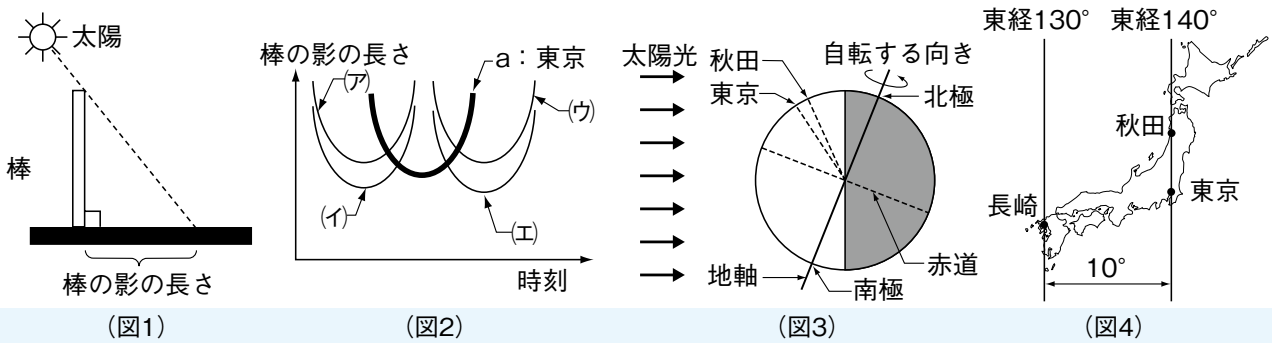 太陽
棒
棒の影の長さ
(図1)
棒の影の長さ
a：東京
(ア)
(ウ)
(イ)
(エ)
時刻
(図2)
太陽光
秋田
東京
自転する向き
北極
赤道
地軸
南極
(図3)
東経130°
東経140°
秋田
東京
長崎
10°
(図4)